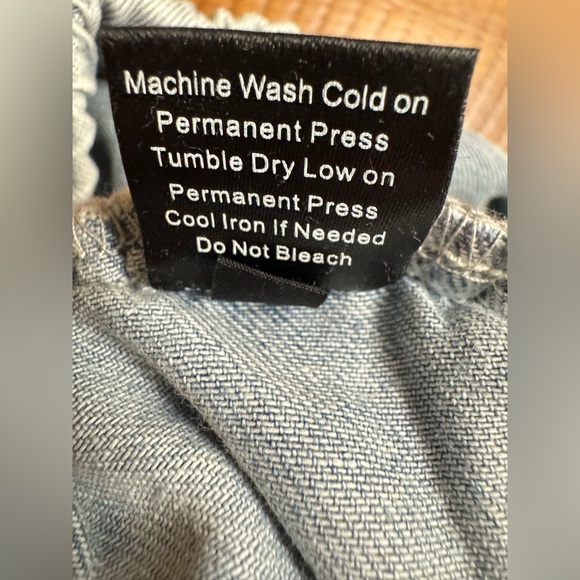 Machine Wash Cold on
Permanent Press
Tumble Dry Low on
Permanent Press
Cool Iron If Needed
Do Not Bleach